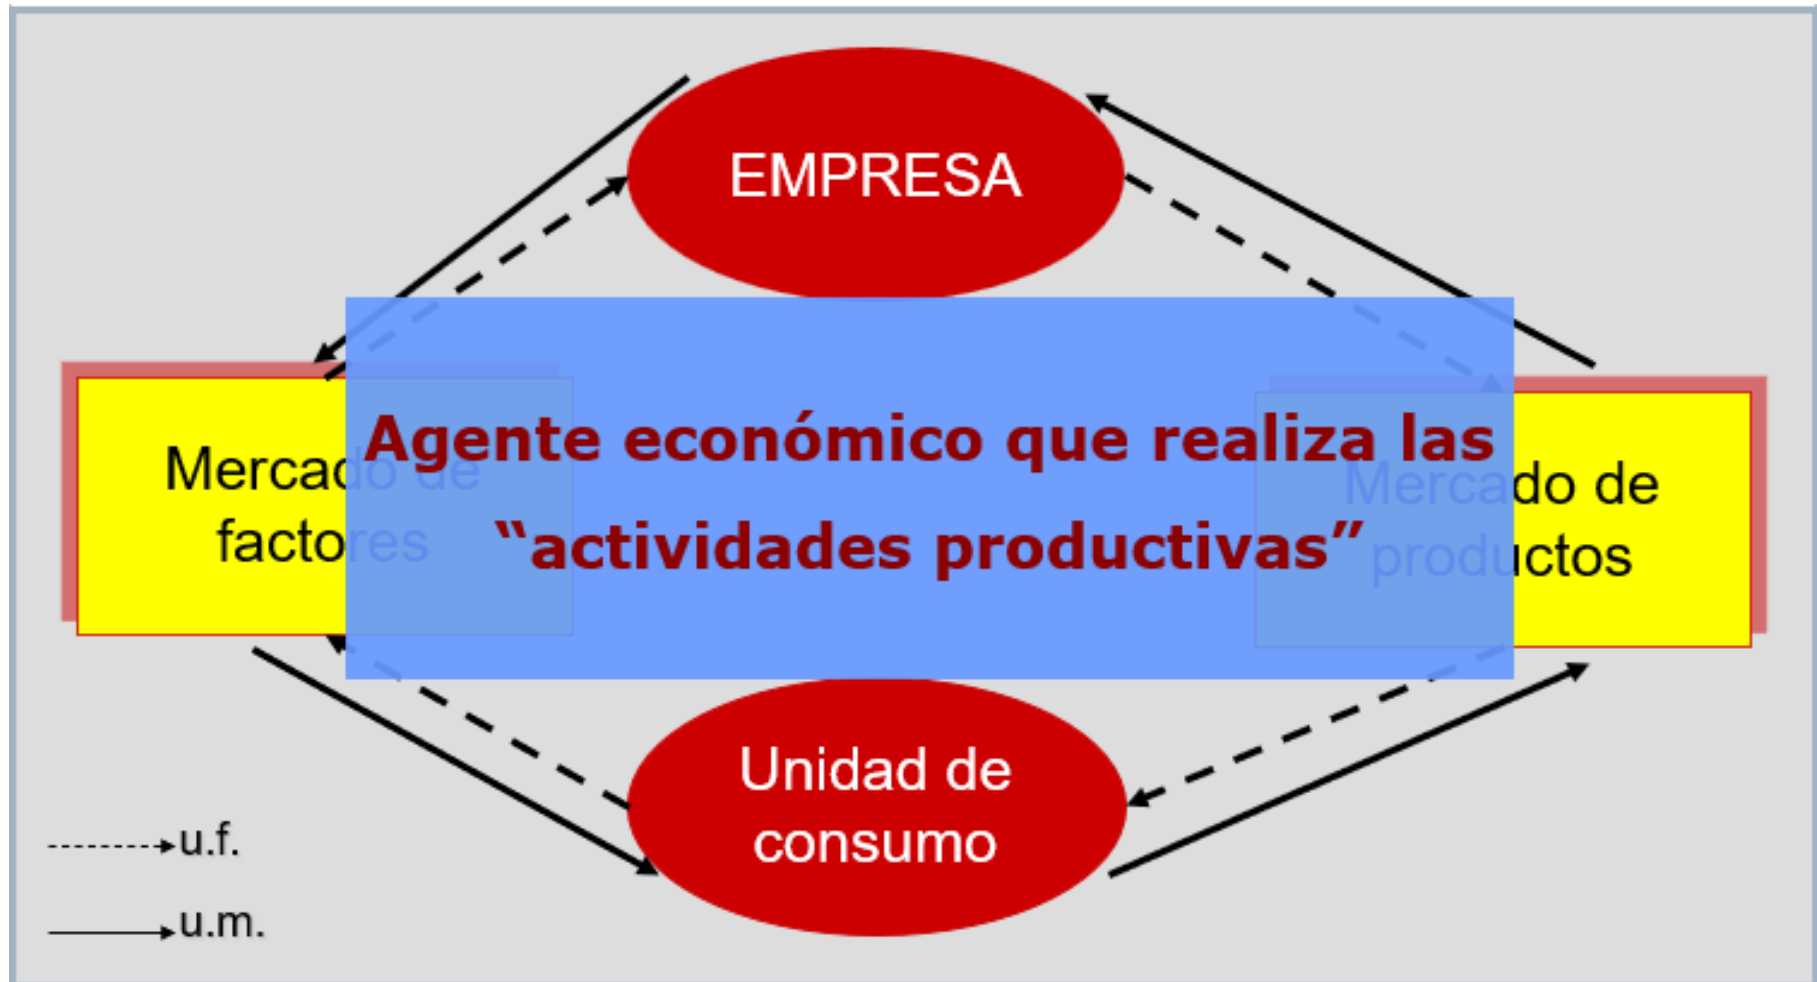 EMPRESA
Agente económico que realiza las
“actividades productivas”
Mercado de
factores
Mercado de
productos
Unidad de
consumo
u.f.
u.m.